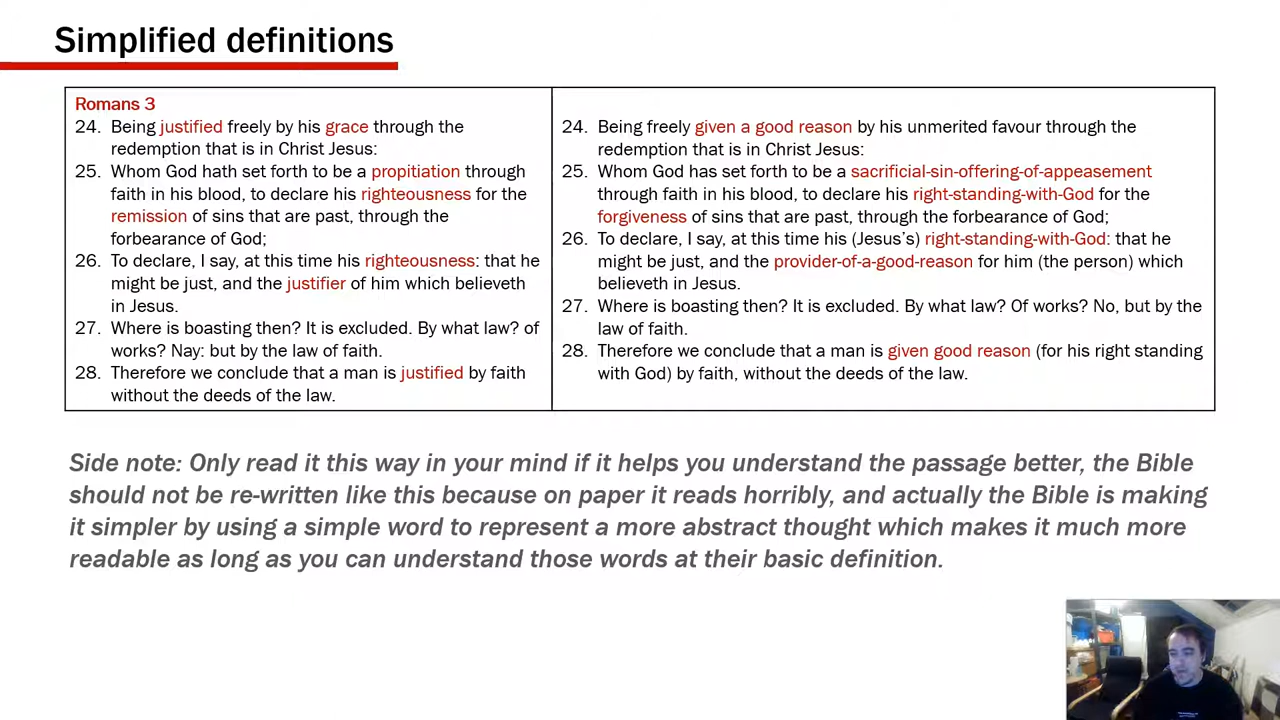 Simplified definitions
Romans 3
24. Being justified freely by his grace through the
redemption that is in Christ Jesus:
25. Whom God hath set forth to be a propitiation through
faith in his blood, to declare his righteousness for the
remission of sins that are past, through the
forbearance of God;
26. To declare, I say, at this time his righteousness: that he
might be just, and the justifier of him which believeth
in Jesus.
27. Where is boasting then? It is excluded. By what law? of
works? Nay: but by the law of faith.
28. Therefore we conclude that a man is justified by faith
without the deeds of the law.
24. Being freely given a good reason by his unmerited favour through the
redemption that is in Christ Jesus:
25. Whom God has set forth to be a sacrificial-sin-offering-of-appeasement
through faith in his blood, to declare his right-standing-with-God for the
forgiveness of sins that are past, through the forbearance of God;
26. To declare, I say, at this time his (Jesus's) right-standing-with-God: that he
might be just, and the provider-of-a-good-reason for him (the person) which
believeth in Jesus.
27. Where is boasting then? It is excluded. By what law? Of works? No, but by the
law of faith.
28. Therefore we conclude that a man is given good reason (for his right standing
with God) by faith, without the deeds of the law.
Side note: Only read it this way in your mind if it helps you understand the passage better, the Bible
should not be re-written like this because on paper it reads horribly, and actually the Bible is making
it simpler by using a simple word to represent a more abstract thought which makes it much more
readable as long as you can understand those words at their basic definition.